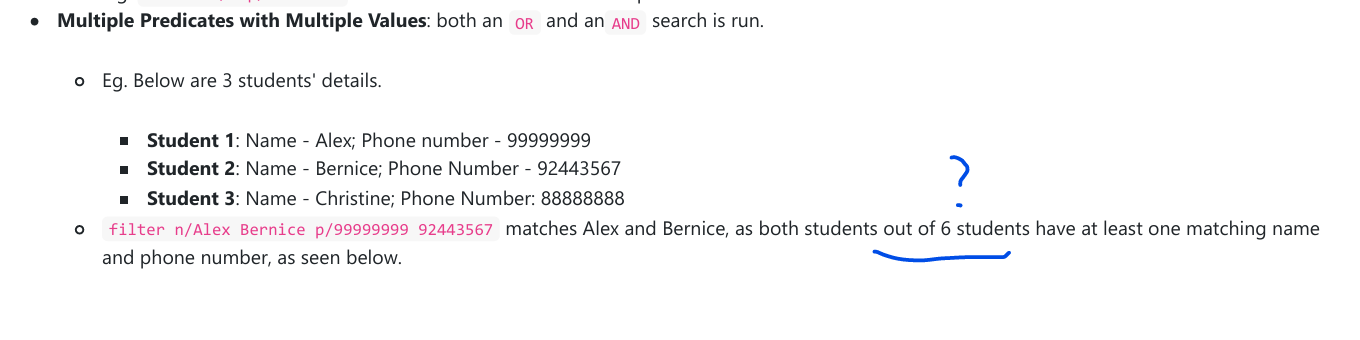 Multiple Predicates with Multiple Values: both an OR and an AND search is run.
Eg. Below are 3 students' details.
Student 1: Name - Alex; Phone number - 99999999
Student 2: Name - Bernice; Phone Number - 92443567
Student 3: Name - Christine; Phone Number: 88888888
?
filter n/Alex Bernice p/99999999 92443567 matches Alex and Bernice, as both students out of 6 students have at least one matching name
and phone number, as seen below.